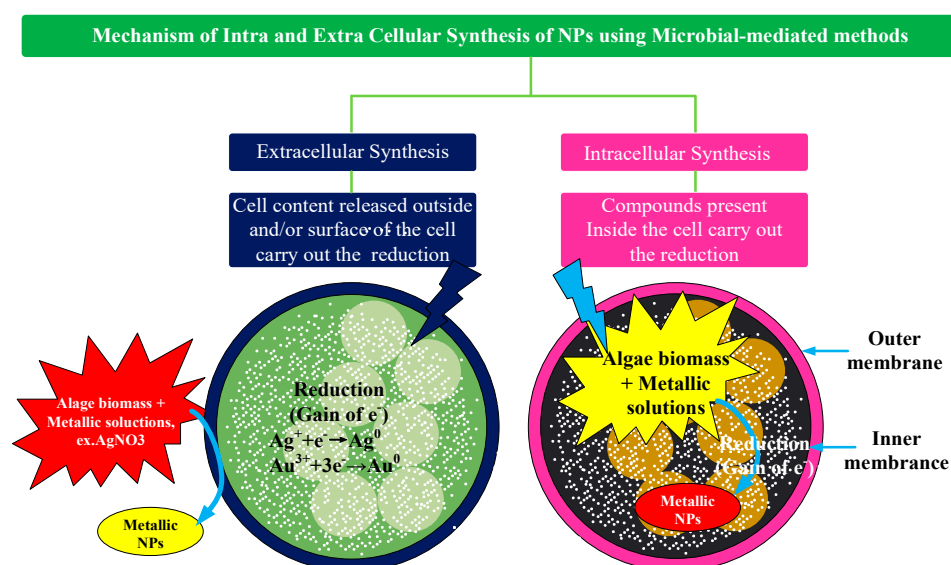 Mechanism of Intra and Extra Cellular Synthesis of NPs using Microbial-mediated methods
Extracellular Synthesis
Cell content released outside
and/or surface of the cell
carry out the reduction
Intracellular Synthesis
Compounds present
Inside the cell carry out
the reduction
Alage biomass +
Metallic soluctions,
ex.AgNO3
Metallic
NPs
Reduction
(Gain of e⁻)
Ag⁺+e⁻→Ag⁰
Au³⁺+3e⁻→Au⁰
Algae biomass
+ Metallic
solutions
Reduction
(Gain of e⁻)
Metallic
NPs
Outer
membrane
Inner
membrance